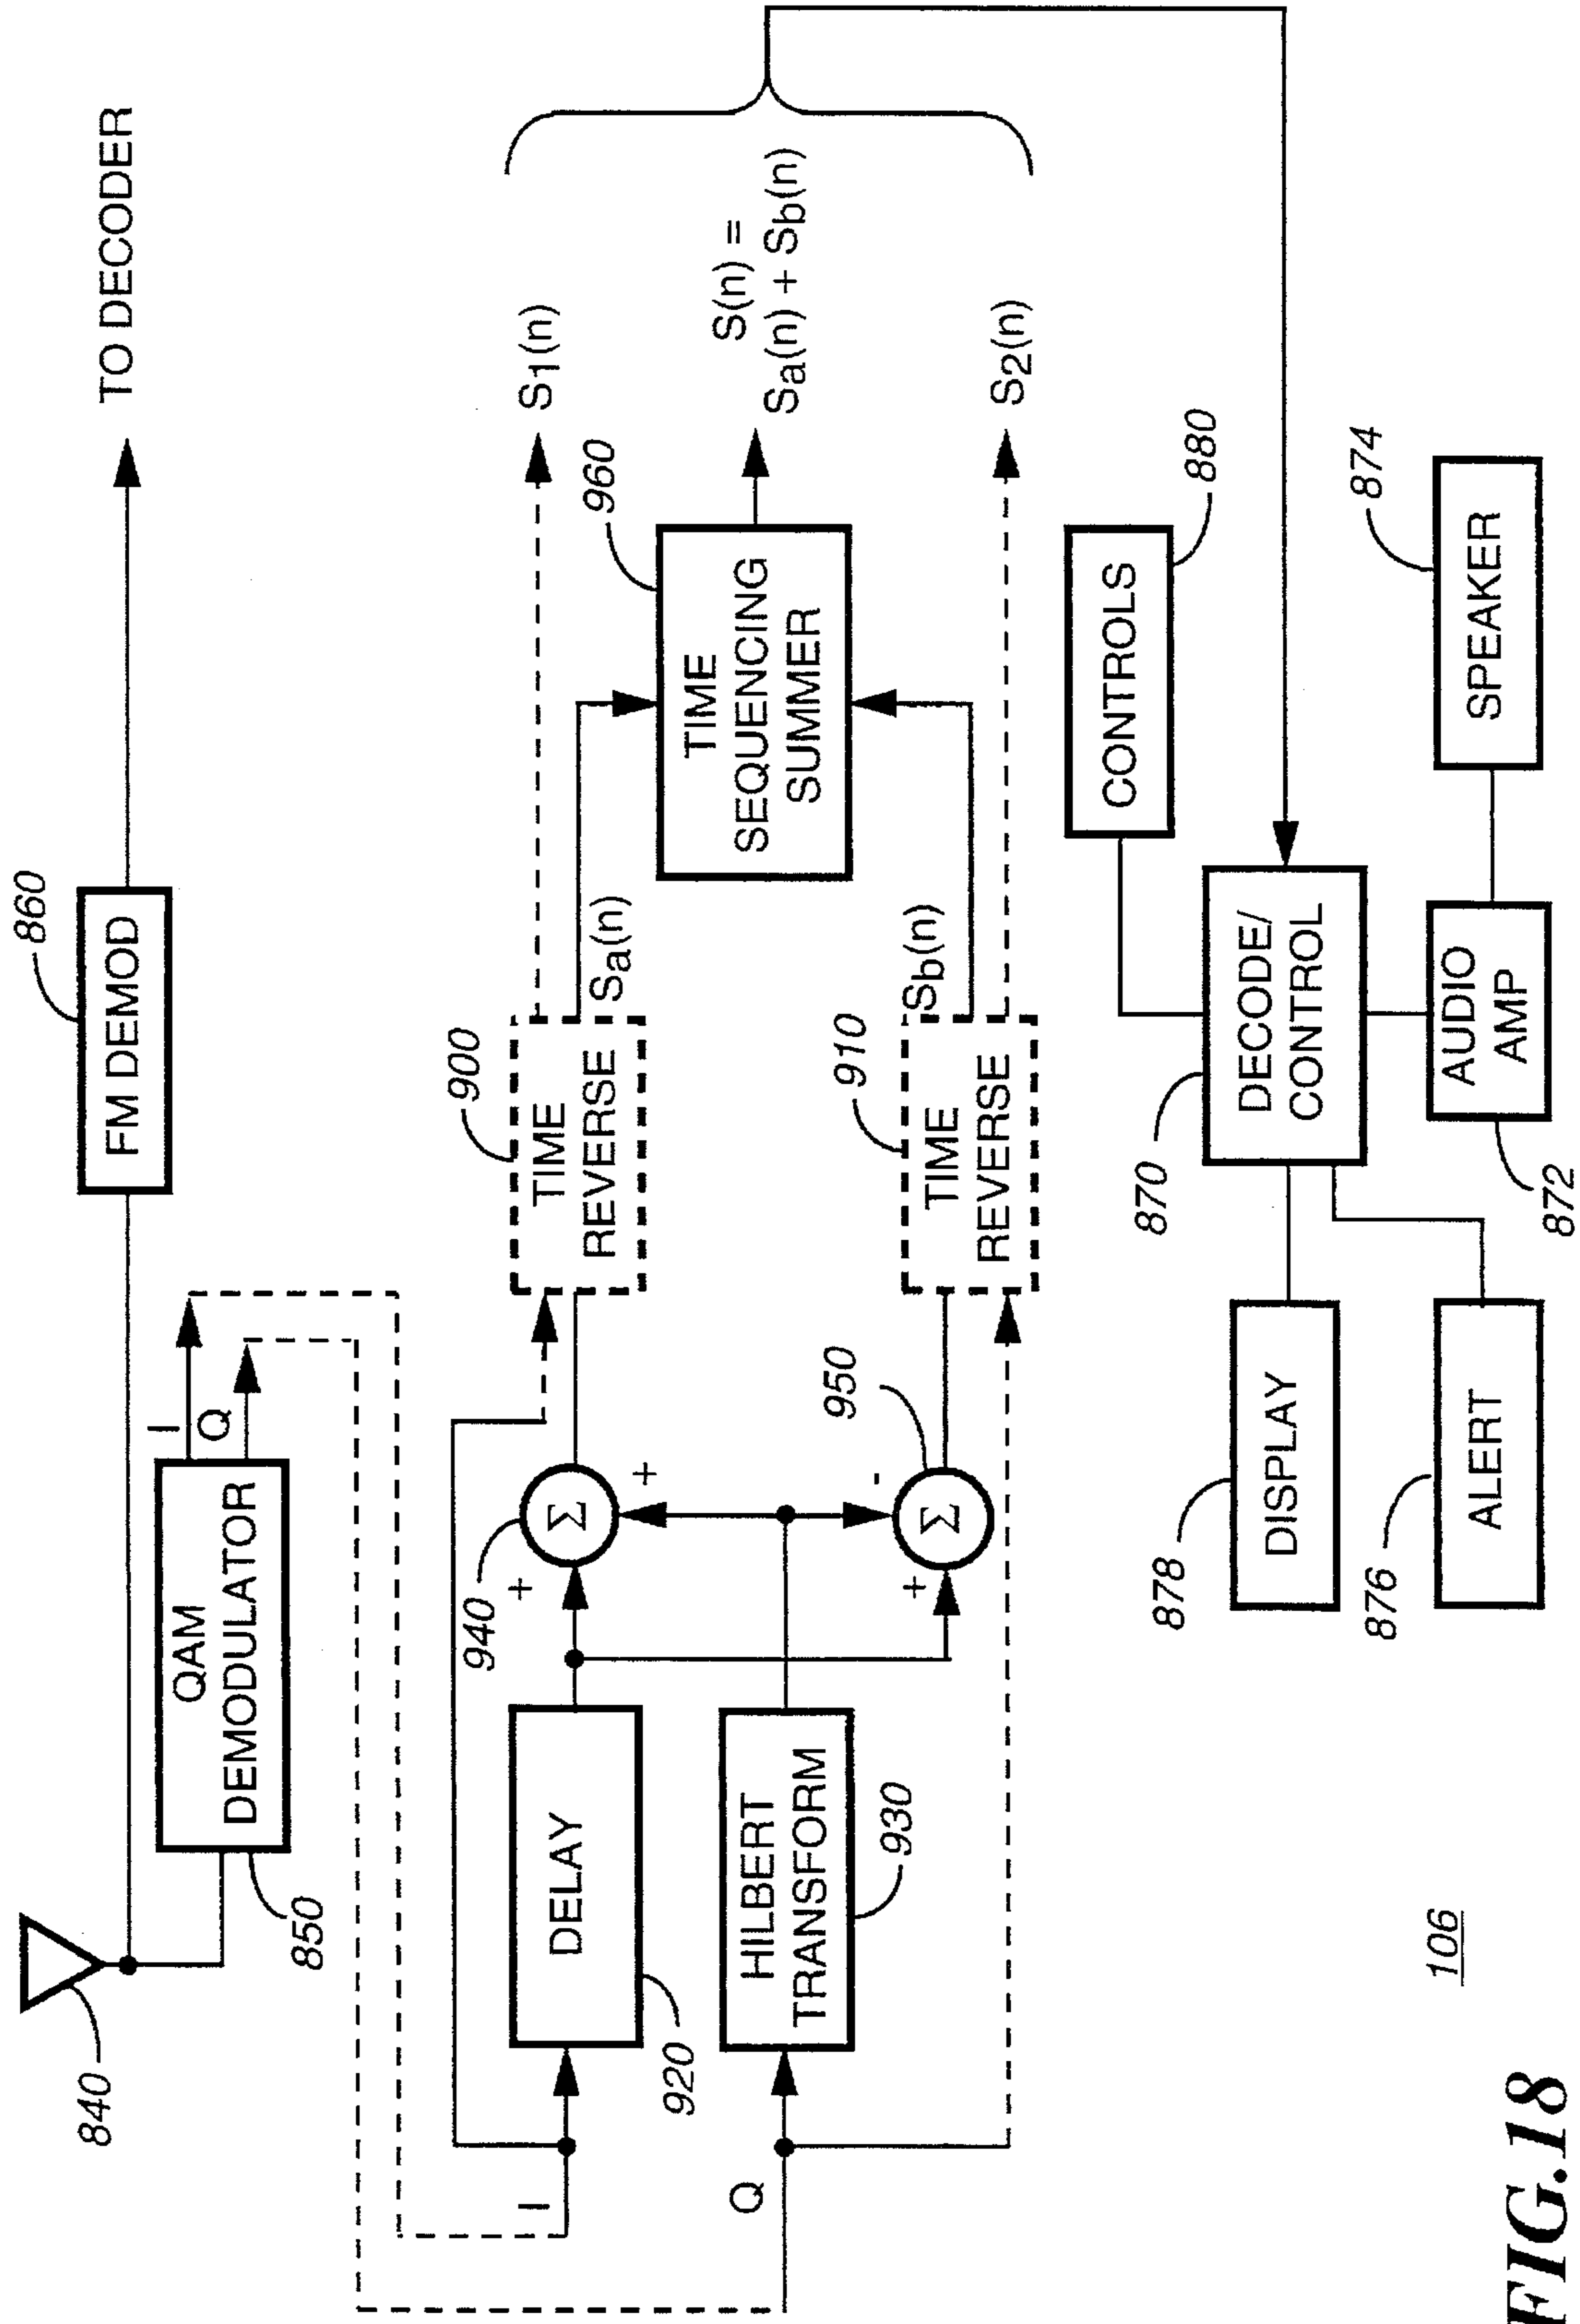 840
860
FM DEMOD
TO DECODER
QAM
DEMODULATOR
850
I
Q
I
Q
DELAY
920
HILBERT
TRANSFORM
930
940
+
+
Σ
950
+
-
Σ
900
TIME
REVERSE
910
TIME
REVERSE
Sa(n)
Sb(n)
960
TIME
SEQUENCING
SUMMER
S1(n)
S(n) =
Sa(n) + Sb(n)
S2(n)
CONTROLS
880
870
DECODE/
CONTROL
878
DISPLAY
876
ALERT
AUDIO
AMP
872
SPEAKER
874
106
FIG.18